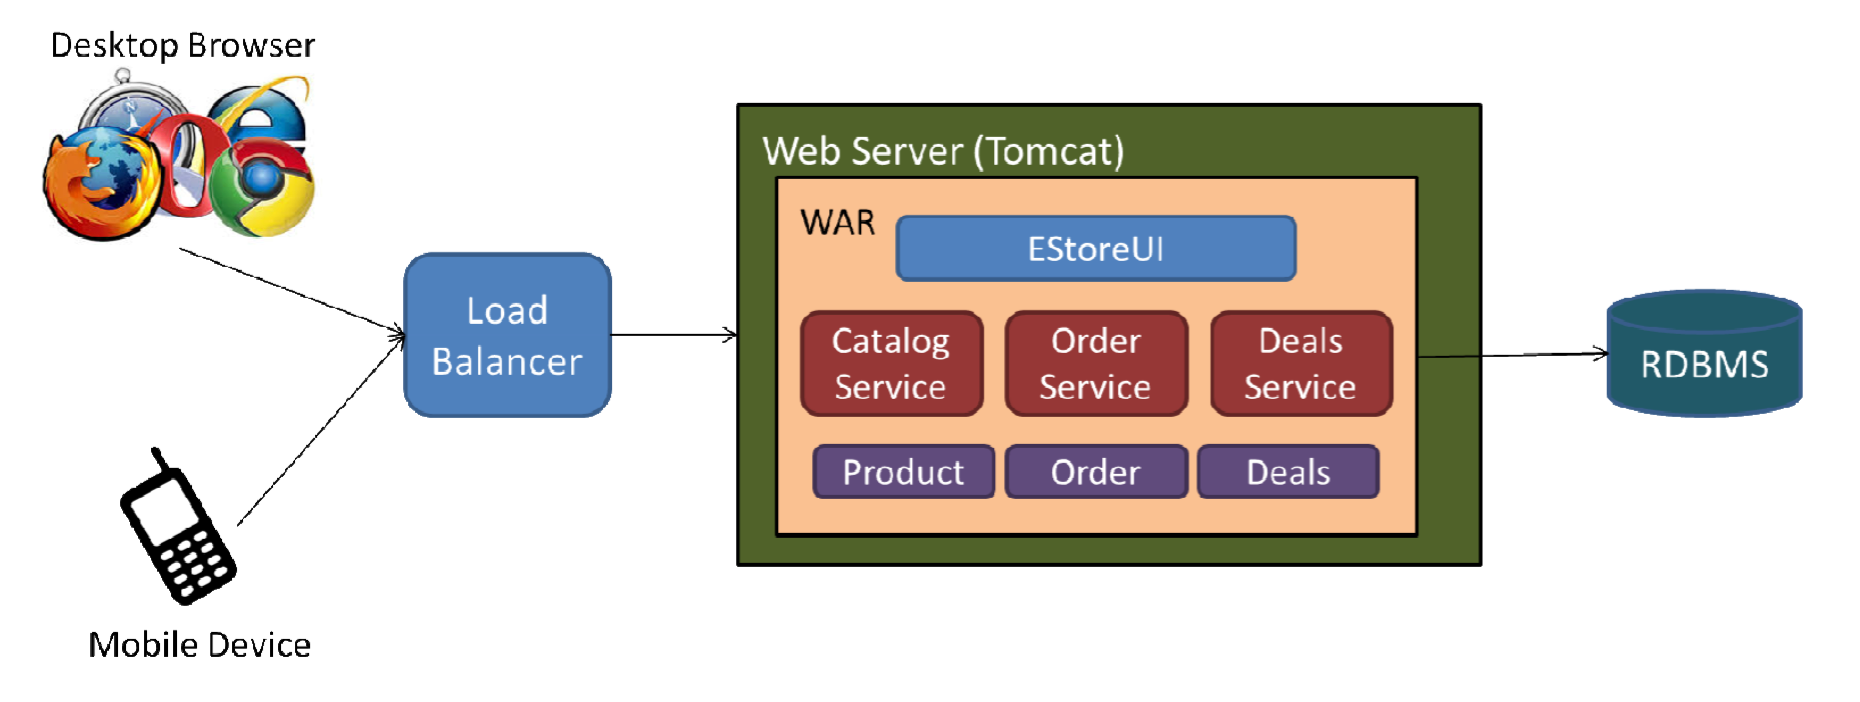 Desktop Browser
N
Web Server (Tomcat)
WAR
EStoreUI
Load
Balancer
Catalog
Service
Order
Service
Deals
Service
RDBMS
Product
Order
Deals
Mobile Device